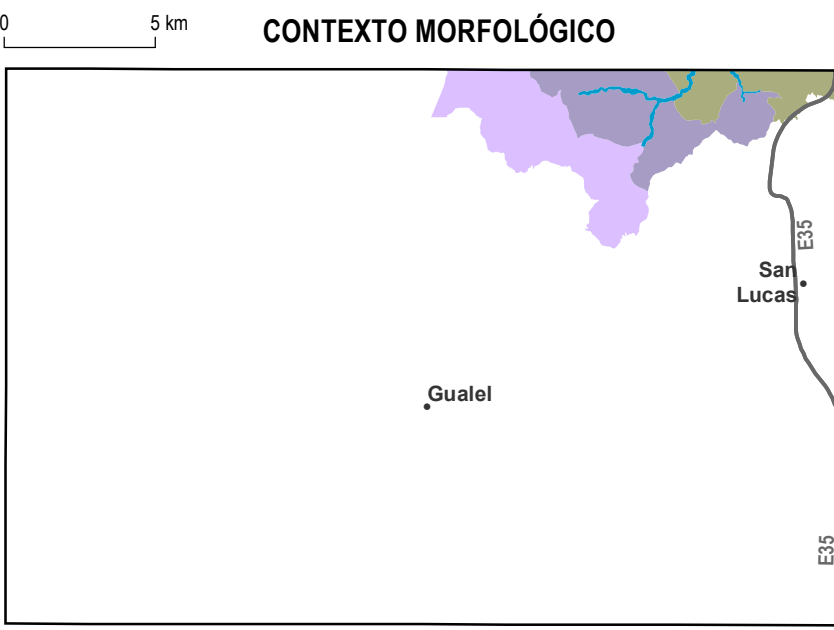 0 5 km
CONTEXTO MORFOLÓGICO
E35
San
Lucas
Gualel
E35